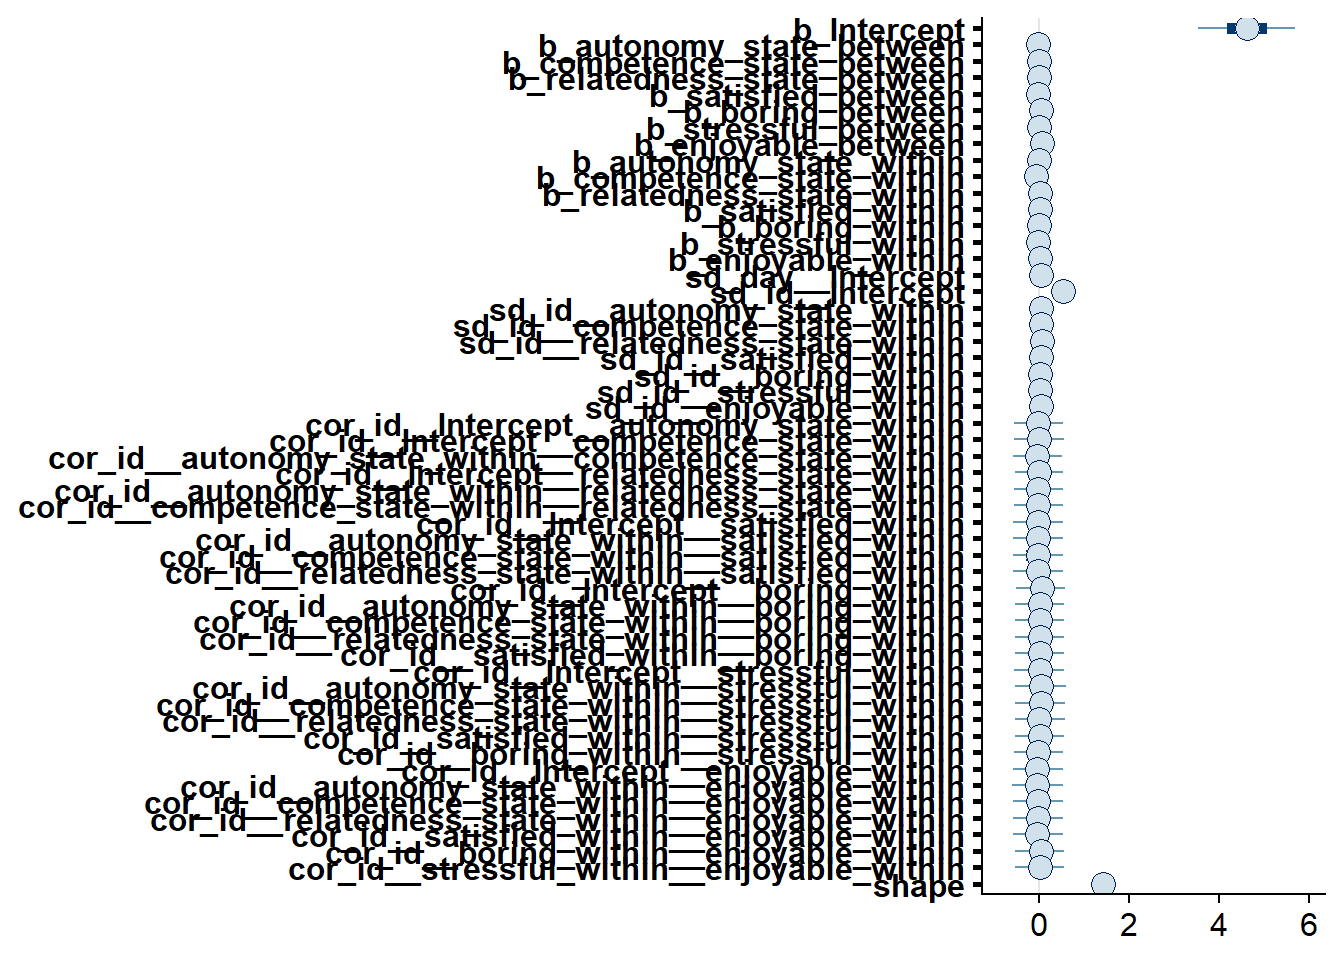 b_Intercept
b_autonomy_state_between
b_competence_state_between
b_relatedness_state_between
b_satisfied_between
b_boring_between
b_stressful_between
b_enjoyable_between
b_autonomy_state_within
b_competence_state_within
b_relatedness_state_within
b_satisfied_within
b_boring_within
b_stressful_within
b_enjoyable_within
sd_day__Intercept
sd_id__Intercept
sd_id__autonomy_state_within
sd_id__competence_state_within
sd_id__relatedness_state_within
sd_id__satisfied_within
sd_id__boring_within
sd_id__stressful_within
sd_id__enjoyable_within
cor_id__Intercept__autonomy_state_within
cor_id__Intercept__competence_state_within
cor_id__autonomy_state_within__competence_state_within
cor_id__Intercept__relatedness_state_within
cor_id__autonomy_state_within__relatedness_state_within
cor_id__competence_state_within__relatedness_state_within
cor_id__Intercept__satisfied_within
cor_id__autonomy_state_within__satisfied_within
cor_id__competence_state_within__satisfied_within
cor_id__relatedness_state_within__satisfied_within
cor_id__Intercept__boring_within
cor_id__autonomy_state_within__boring_within
cor_id__competence_state_within__boring_within
cor_id__relatedness_state_within__boring_within
cor_id__satisfied_within__boring_within
cor_id__Intercept__stressful_within
cor_id__autonomy_state_within__stressful_within
cor_id__competence_state_within__stressful_within
cor_id__relatedness_state_within__stressful_within
cor_id__satisfied_within__stressful_within
cor_id__boring_within__stressful_within
cor_id__Intercept__enjoyable_within
cor_id__autonomy_state_within__enjoyable_within
cor_id__competence_state_within__enjoyable_within
cor_id__relatedness_state_within__enjoyable_within
cor_id__satisfied_within__enjoyable_within
cor_id__boring_within__enjoyable_within
cor_id__stressful_within__enjoyable_within
shape
0 2 4 6